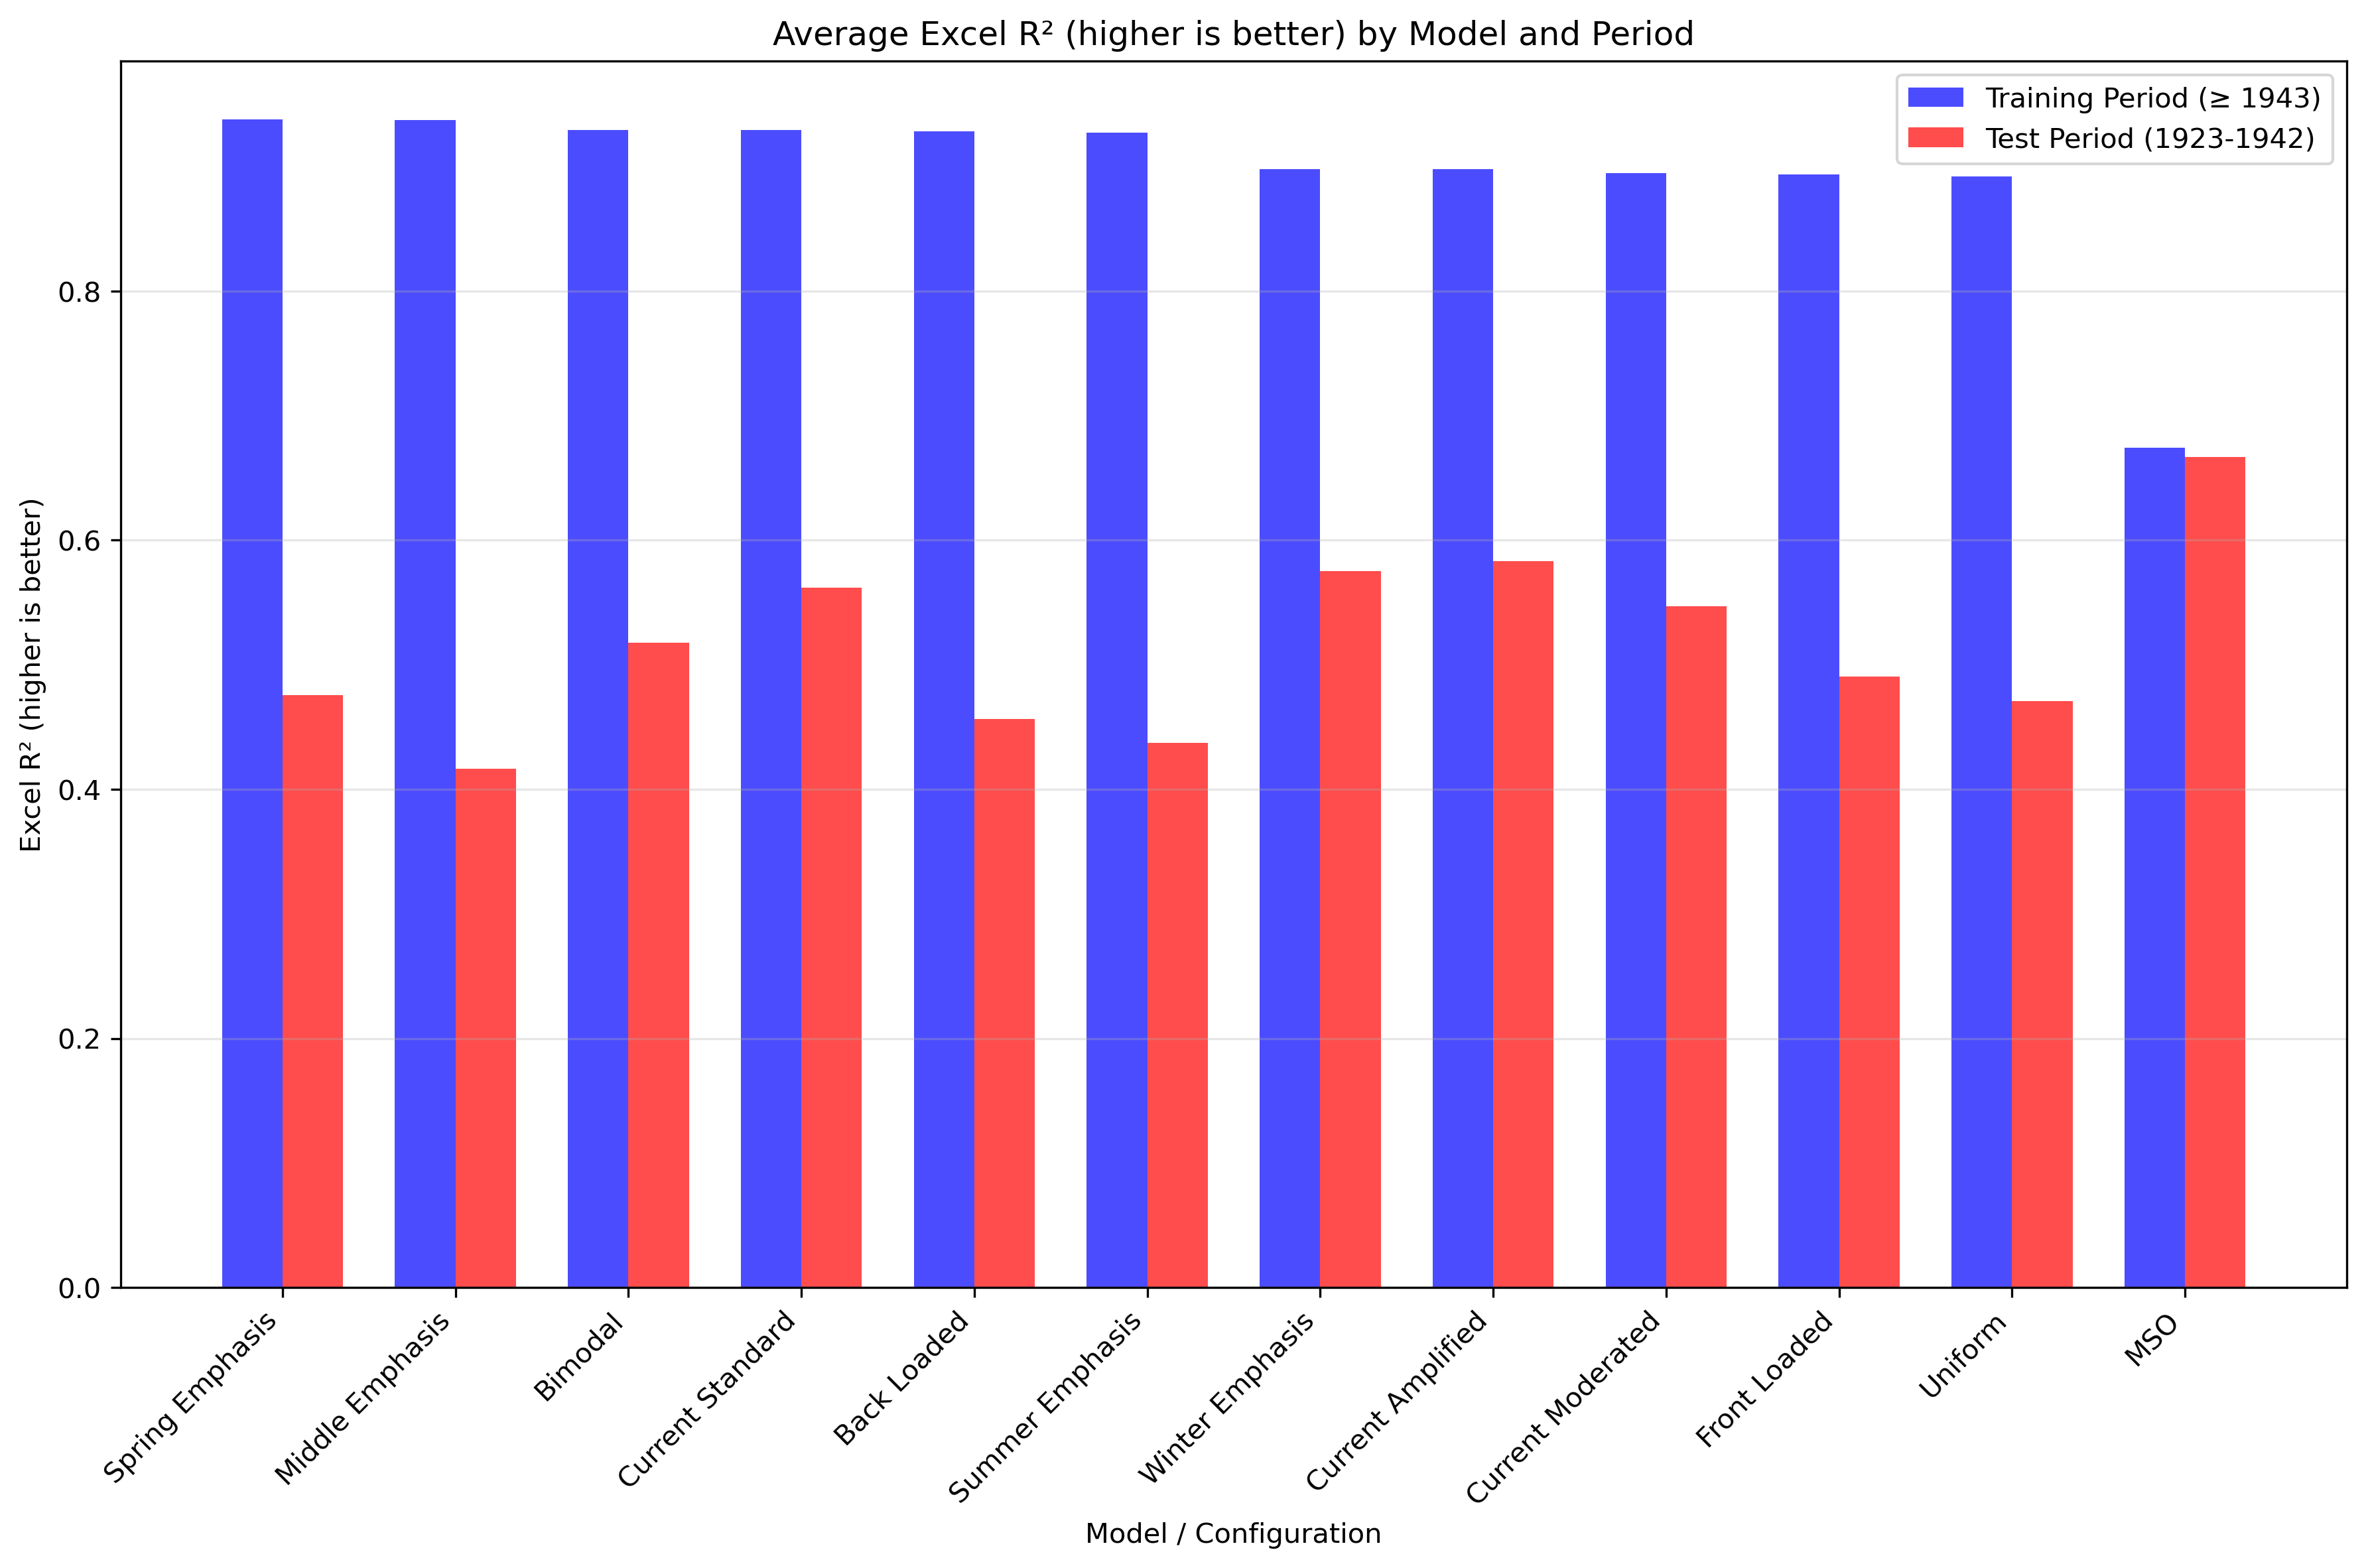 Average Excel R² (higher is better) by Model and Period
Training Period (≥ 1943)
Test Period (1923-1942)
Excel R² (higher is better)
0.8
0.6
0.4
0.2
0.0
Spring Emphasis
Middle Emphasis
Bimodal
Current Standard
Back Loaded
Summer Emphasis
Winter Emphasis
Current Amplified
Current Moderated
Front Loaded
Uniform
MSO
Model / Configuration